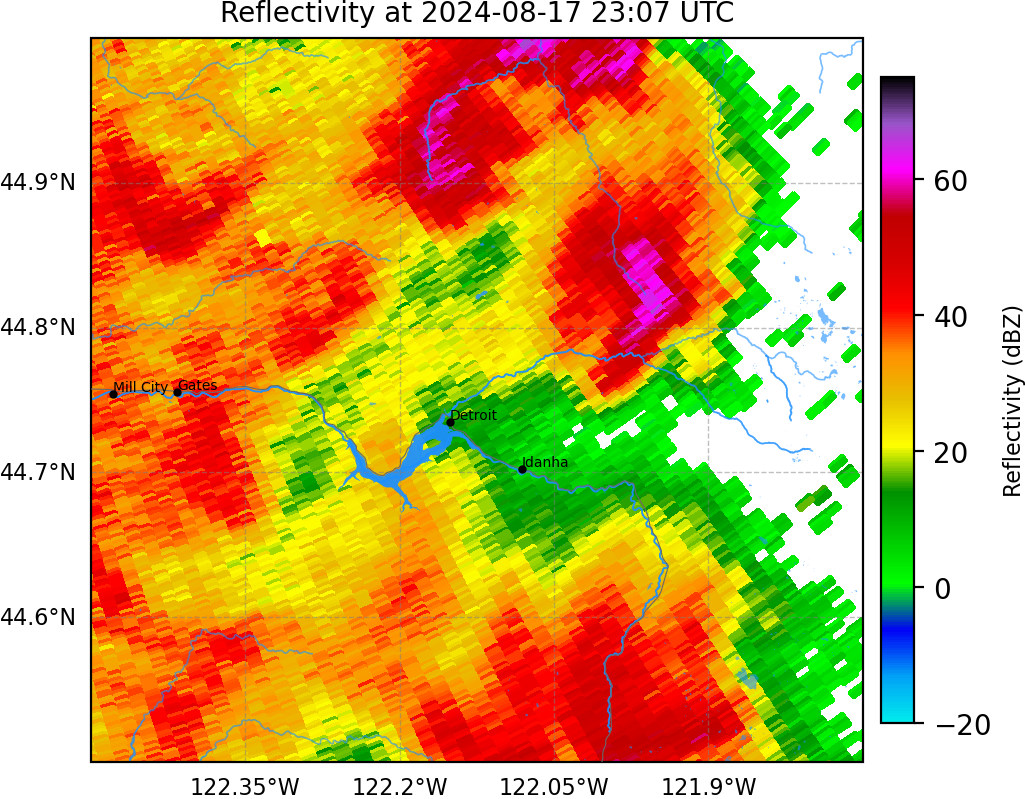 Reflectivity at 2024-08-17 23:07 UTC
44.9°N
44.8°N
44.7°N
44.6°N
Mill City
Gates
Detroit
Idanha
122.35°W
122.2°W
122.05°W
121.9°W
60
40
20
0
−20
Reflectivity (dBZ)